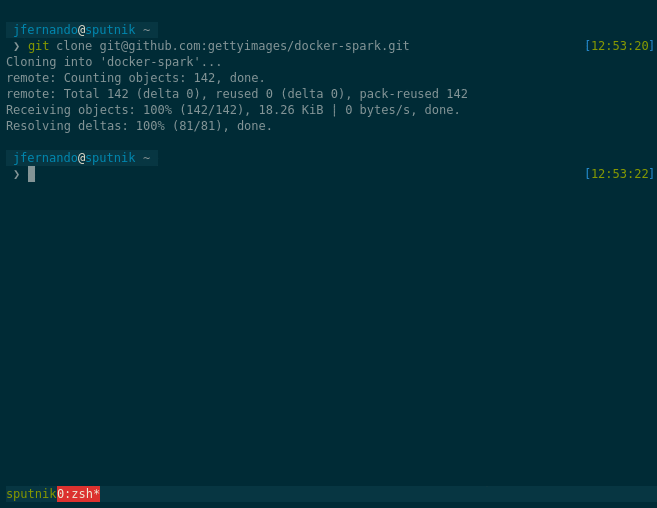 jfernando@sputnik ~
❯ git clone git@github.com:gettyimages/docker-spark.git [12:53:20]
Cloning into 'docker-spark'...
remote: Counting objects: 142, done.
remote: Total 142 (delta 0), reused 0 (delta 0), pack-reused 142
Receiving objects: 100% (142/142), 18.26 KiB | 0 bytes/s, done.
Resolving deltas: 100% (81/81), done.
jfernando@sputnik ~
❯ [12:53:22]
sputnik 0:zsh*